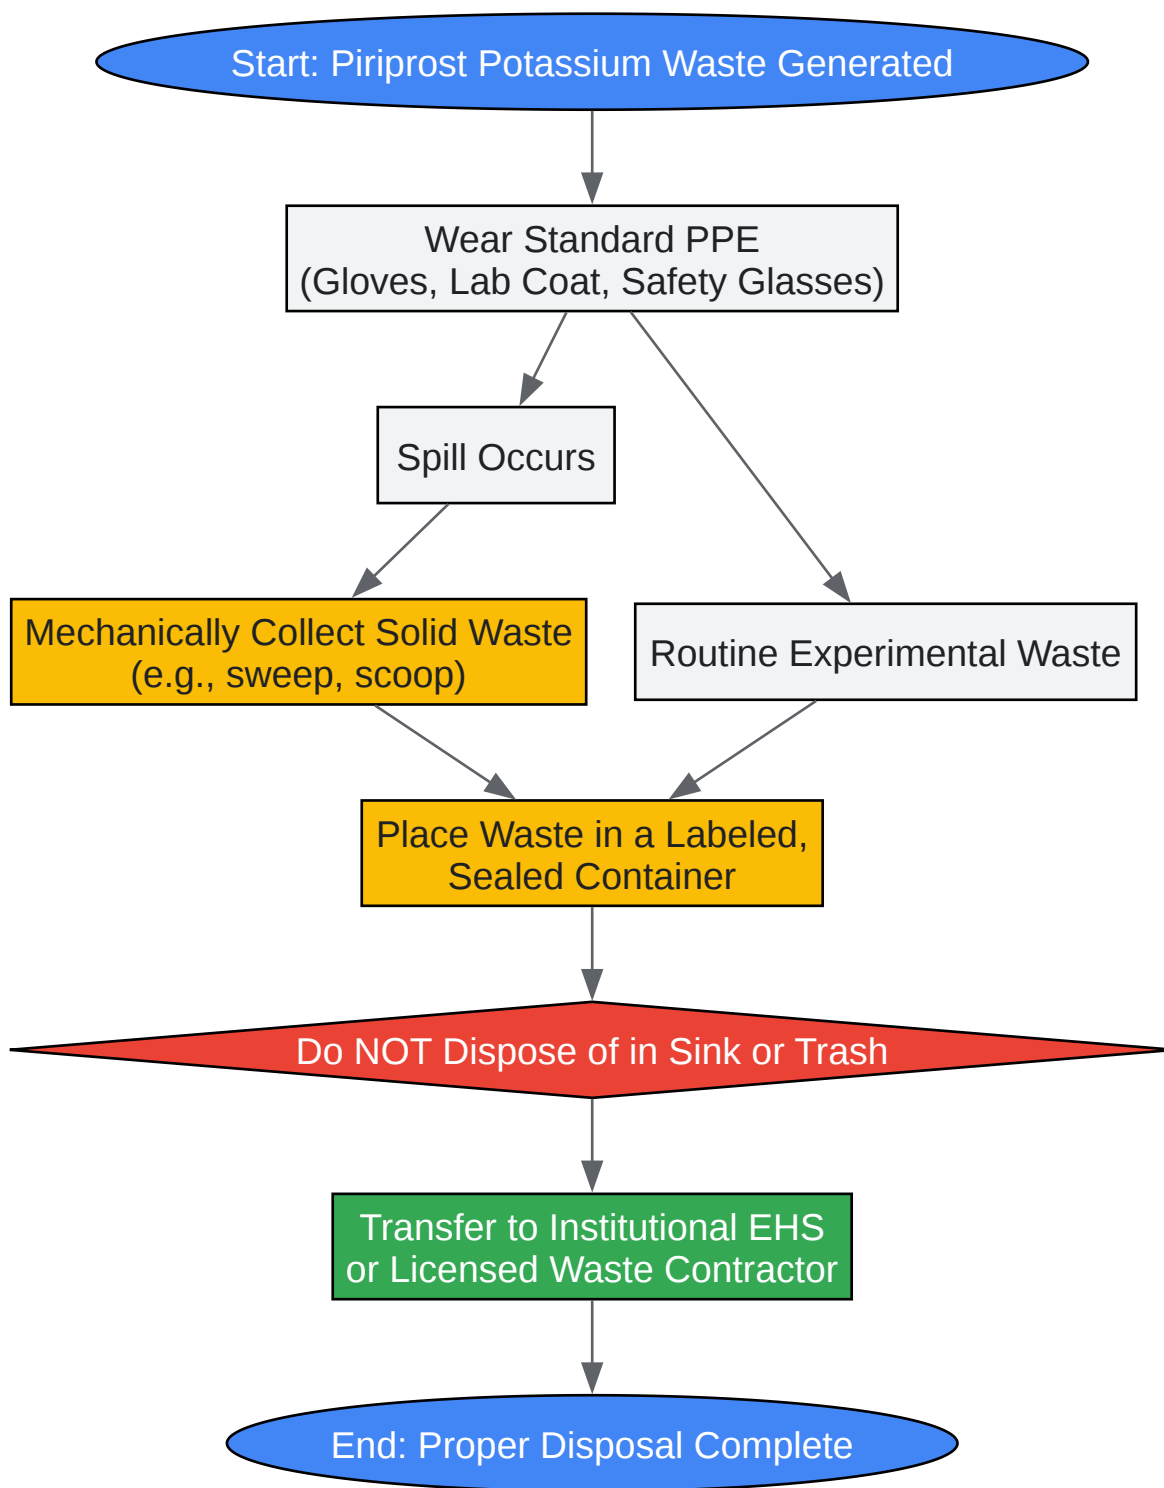 Start: Piriprost Potassium Waste Generated
Wear Standard PPE
(Gloves, Lab Coat, Safety Glasses)
Spill Occurs
Mechanically Collect Solid Waste
(e.g., sweep, scoop)
Routine Experimental Waste
Place Waste in a Labeled,
Sealed Container
Do NOT Dispose of in Sink or Trash
Transfer to Institutional EHS
or Licensed Waste Contractor
End: Proper Disposal Complete